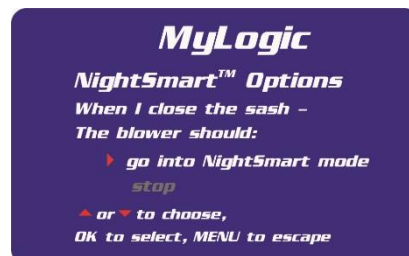 MyLogic
NightSmart™ Options
When I close the sash –
The blower should:
go into NightSmart mode
stop
or to choose,
OK to select, MENU to escape